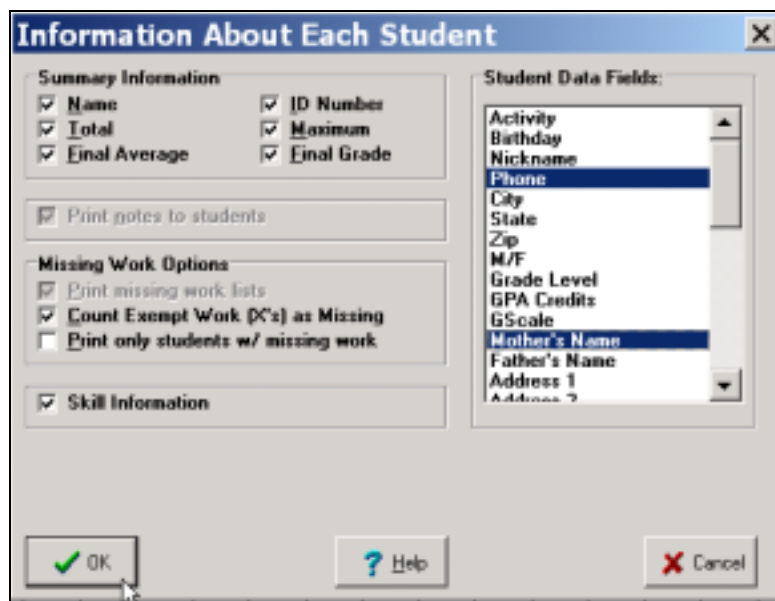 Information About Each Student
Summary Information
Name
ID Number
Total
Maximum
Final Average
Final Grade
Print notes to students
Missing Work Options
Print missing work lists
Count Exempt Work (X's) as Missing
Print only students w/ missing work
Skill Information
Student Data Fields:
Activity
Birthday
Nickname
Phone
City
State
Zip
M/F
Grade Level
GPA Credits
GScale
Mother's Name
Father's Name
Address 1
Address 2
OK
? Help
Cancel